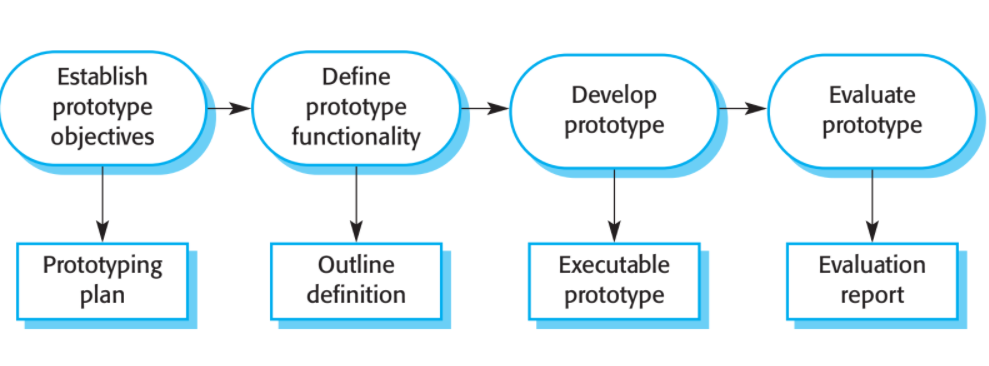 Establish
prototype
objectives
Define
prototype
functionality
Develop
prototype
Evaluate
prototype
Prototyping
plan
Outline
definition
Executable
prototype
Evaluation
report